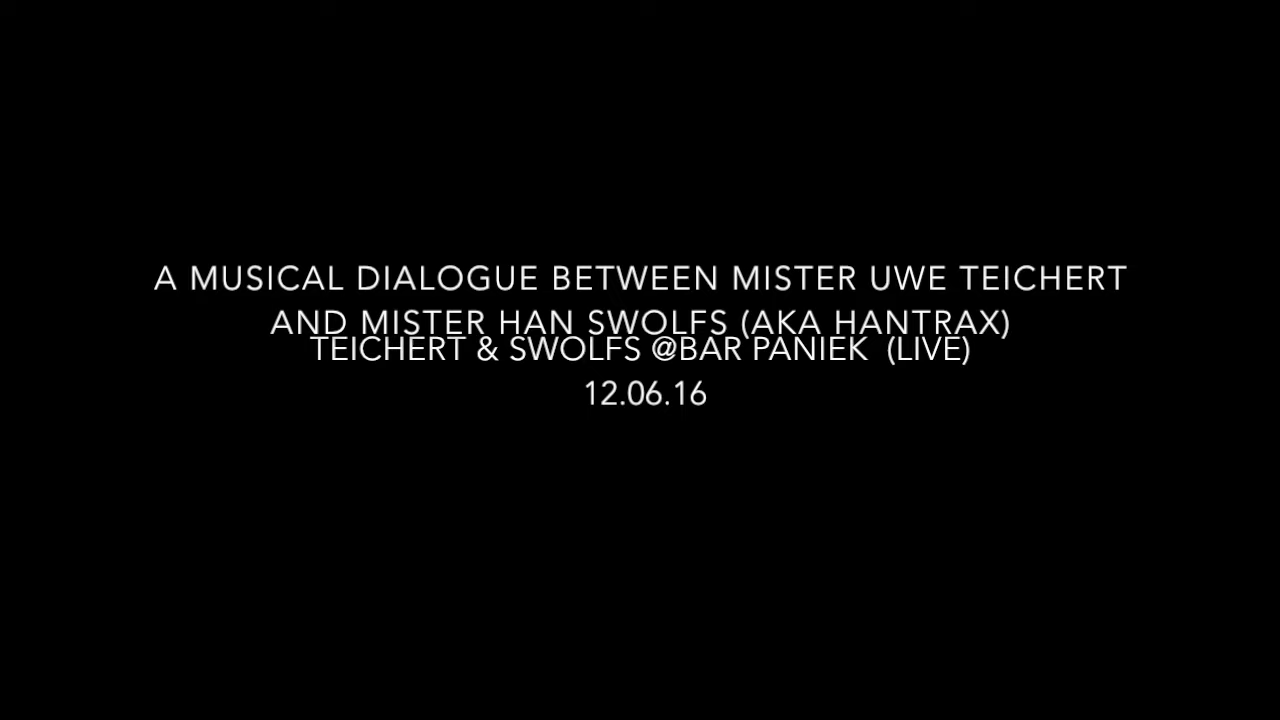 A MUSICAL DIALOGUE BETWEEN MISTER UWE TEICHERT
AND MISTER HAN SWOLFS (AKA HANTRAX)
TEICHERT & SWOLFS @BAR PANIEK (LIVE)
12.06.16